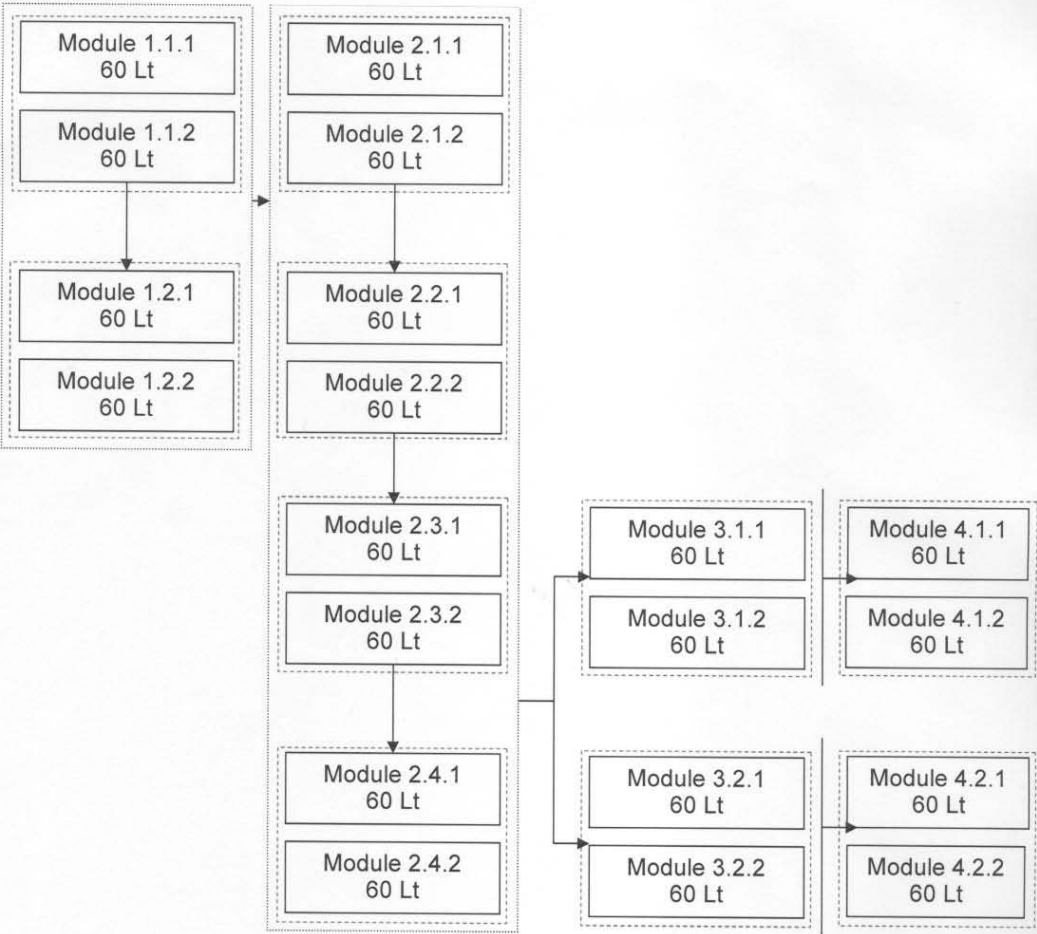 Module 1.1.1
60 Lt
Module 1.1.2
60 Lt
Module 1.2.1
60 Lt
Module 1.2.2
60 Lt
Module 2.1.1
60 Lt
Module 2.1.2
60 Lt
Module 2.2.1
60 Lt
Module 2.2.2
60 Lt
Module 2.3.1
60 Lt
Module 2.3.2
60 Lt
Module 2.4.1
60 Lt
Module 2.4.2
60 Lt
Module 3.1.1
60 Lt
Module 3.1.2
60 Lt
Module 3.2.1
60 Lt
Module 3.2.2
60 Lt
Module 4.1.1
60 Lt
Module 4.1.2
60 Lt
Module 4.2.1
60 Lt
Module 4.2.2
60 Lt